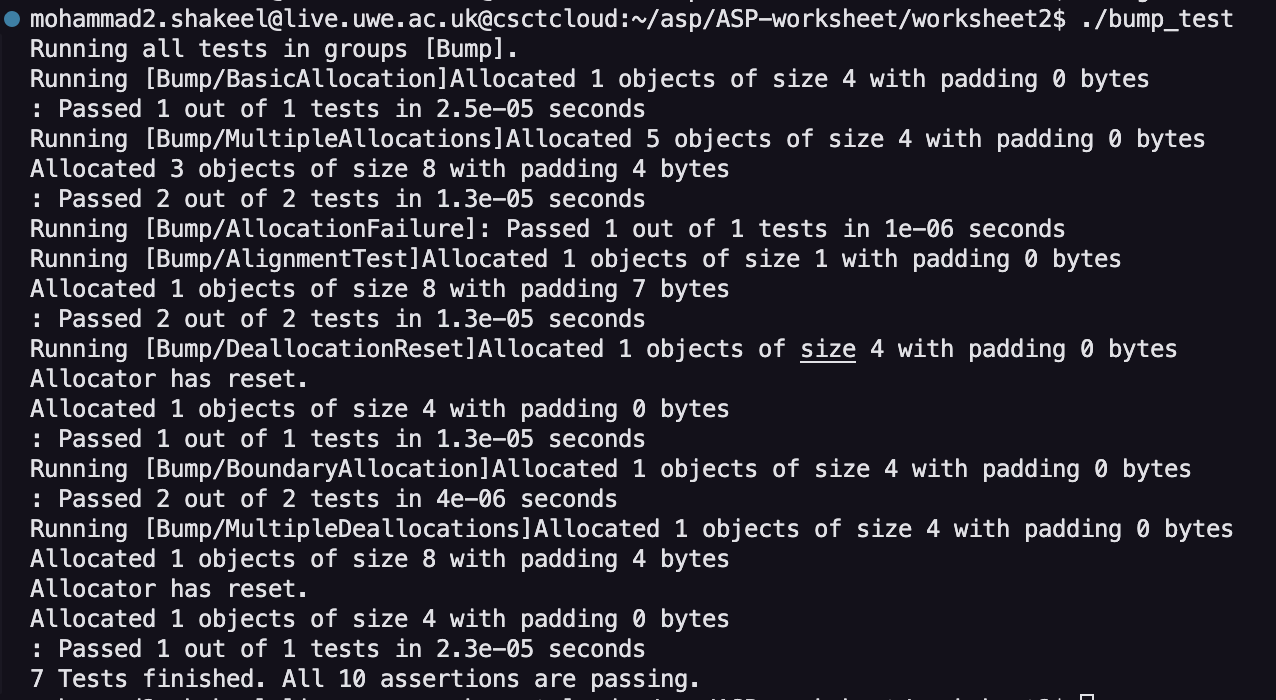 mohammad2.shakeel@live.uwe.ac.uk@csctcloud:~/asp/ASP-worksheet/worksheet2$ ./bump_test
Running all tests in groups [Bump].
Running [Bump/BasicAllocation]Allocated 1 objects of size 4 with padding 0 bytes
: Passed 1 out of 1 tests in 2.5e-05 seconds
Running [Bump/MultipleAllocations]Allocated 5 objects of size 4 with padding 0 bytes
Allocated 3 objects of size 8 with padding 4 bytes
: Passed 2 out of 2 tests in 1.3e-05 seconds
Running [Bump/AllocationFailure]: Passed 1 out of 1 tests in 1e-06 seconds
Running [Bump/AlignmentTest]Allocated 1 objects of size 1 with padding 0 bytes
Allocated 1 objects of size 8 with padding 7 bytes
: Passed 2 out of 2 tests in 1.3e-05 seconds
Running [Bump/DeallocationReset]Allocated 1 objects of size 4 with padding 0 bytes
Allocator has reset.
Allocated 1 objects of size 4 with padding 0 bytes
: Passed 1 out of 1 tests in 1.3e-05 seconds
Running [Bump/BoundaryAllocation]Allocated 1 objects of size 4 with padding 0 bytes
: Passed 2 out of 2 tests in 4e-06 seconds
Running [Bump/MultipleDeallocations]Allocated 1 objects of size 4 with padding 0 bytes
Allocated 1 objects of size 8 with padding 4 bytes
Allocator has reset.
Allocated 1 objects of size 4 with padding 0 bytes
: Passed 1 out of 1 tests in 2.3e-05 seconds
7 Tests finished. All 10 assertions are passing.